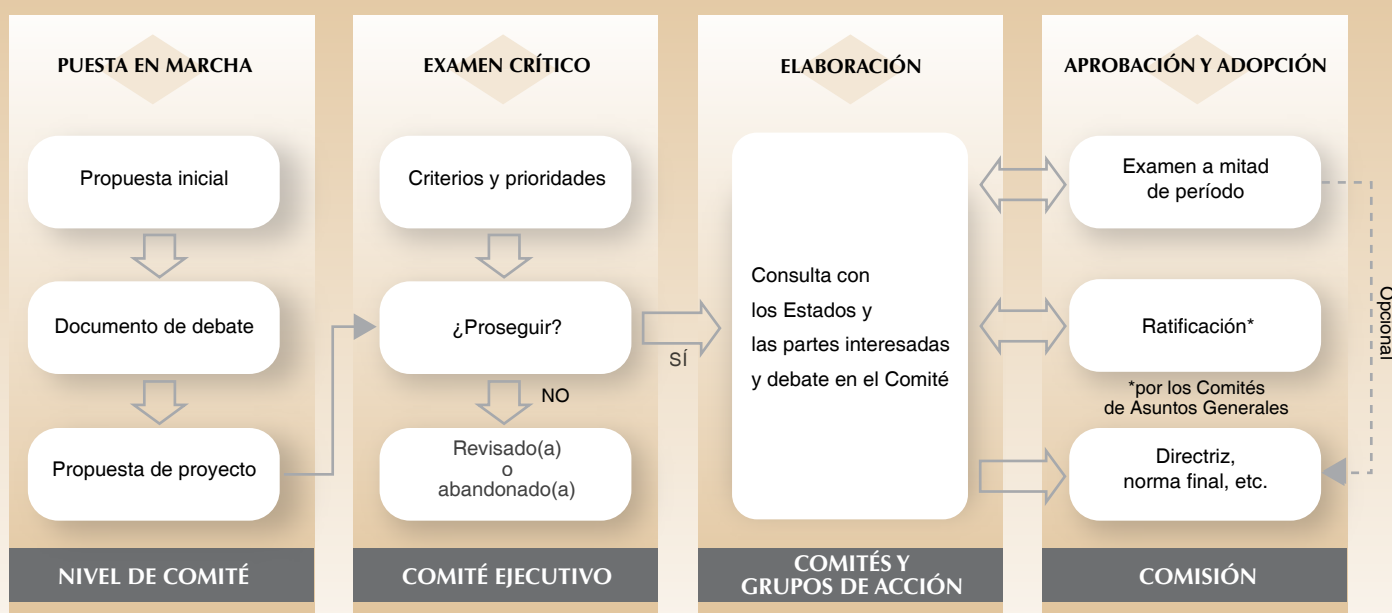 PUESTA EN MARCHA
Propuesta inicial
Documento de debate
Propuesta de proyecto
NIVEL DE COMITÉ
EXAMEN CRÍTICO
Criterios y prioridades
¿Proseguir?
SÍ
NO
Revisado(a)
o
abandonado(a)
COMITÉ EJECUTIVO
ELABORACIÓN
Consulta con
los Estados y
las partes interesadas
y debate en el Comité
COMITÉS Y
GRUPOS DE ACCIÓN
APROBACIÓN Y ADOPCIÓN
Examen a mitad
de período
Opcional
Ratificación*
*por los Comités
de Asuntos Generales
Directriz,
norma final, etc.
COMISIÓN